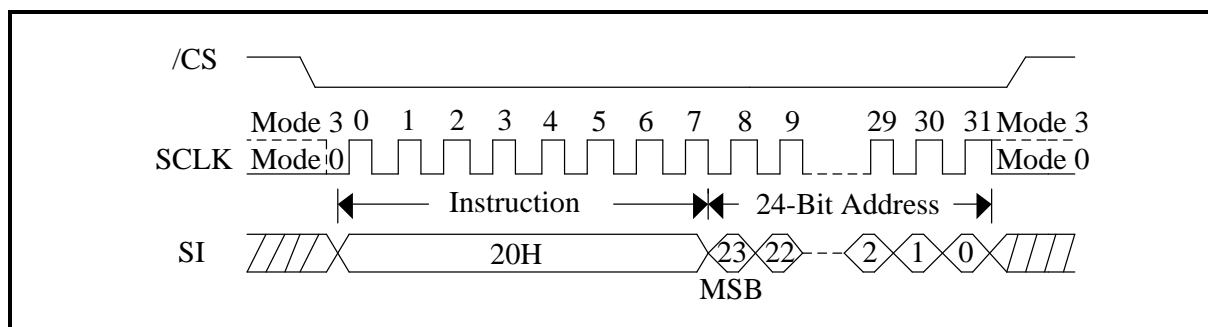 /CS
Mode 3 0 1 2 3 4 5 6 7 8 9 29 30 31 Mode 3
SCLK Mode 0 Mode 0
Instruction 24-Bit Address
SI 20H 23 22 2 1 0
MSB